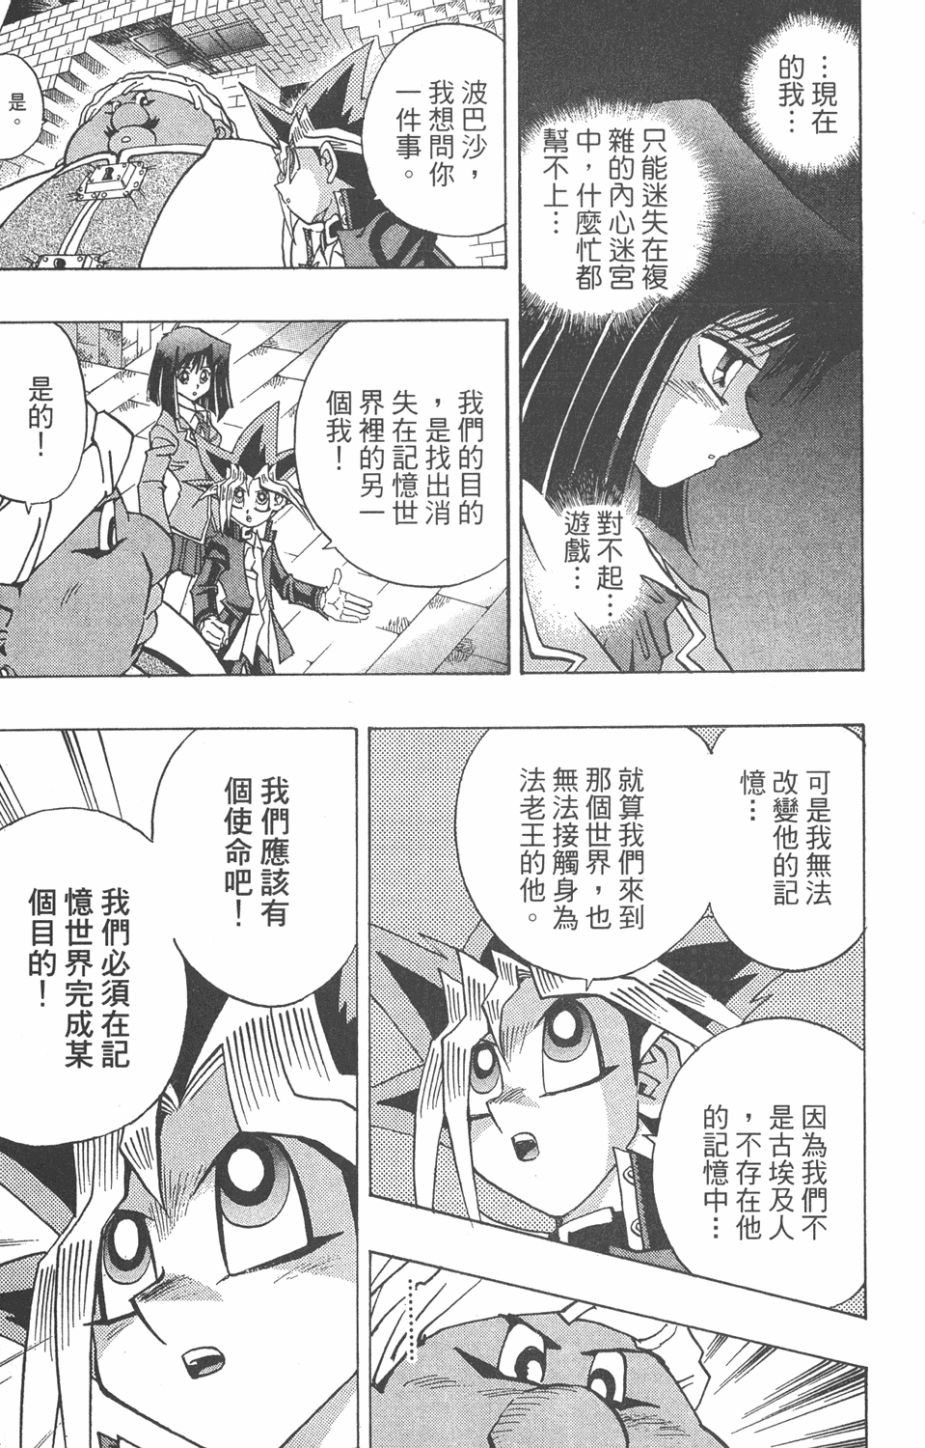 …現在
的我…
只能迷失在複
雜的內心迷宮
中，什麼忙都
幫不上…
對不起…
遊戲…
波巴沙，
我想問你
一件事。
是。
我們的目的
，是找出消
失在記憶世
界裡的另一
個我！
是的！
可是我無法
改變他的記
憶…
就算我們來到
那個世界，也
無法接觸身為
法老王的他。
因為我們不
是古埃及人
，不存在他
的記憶中…
………
我們應該有
個使命吧！
我們必須在記
憶世界完成某
個目的！